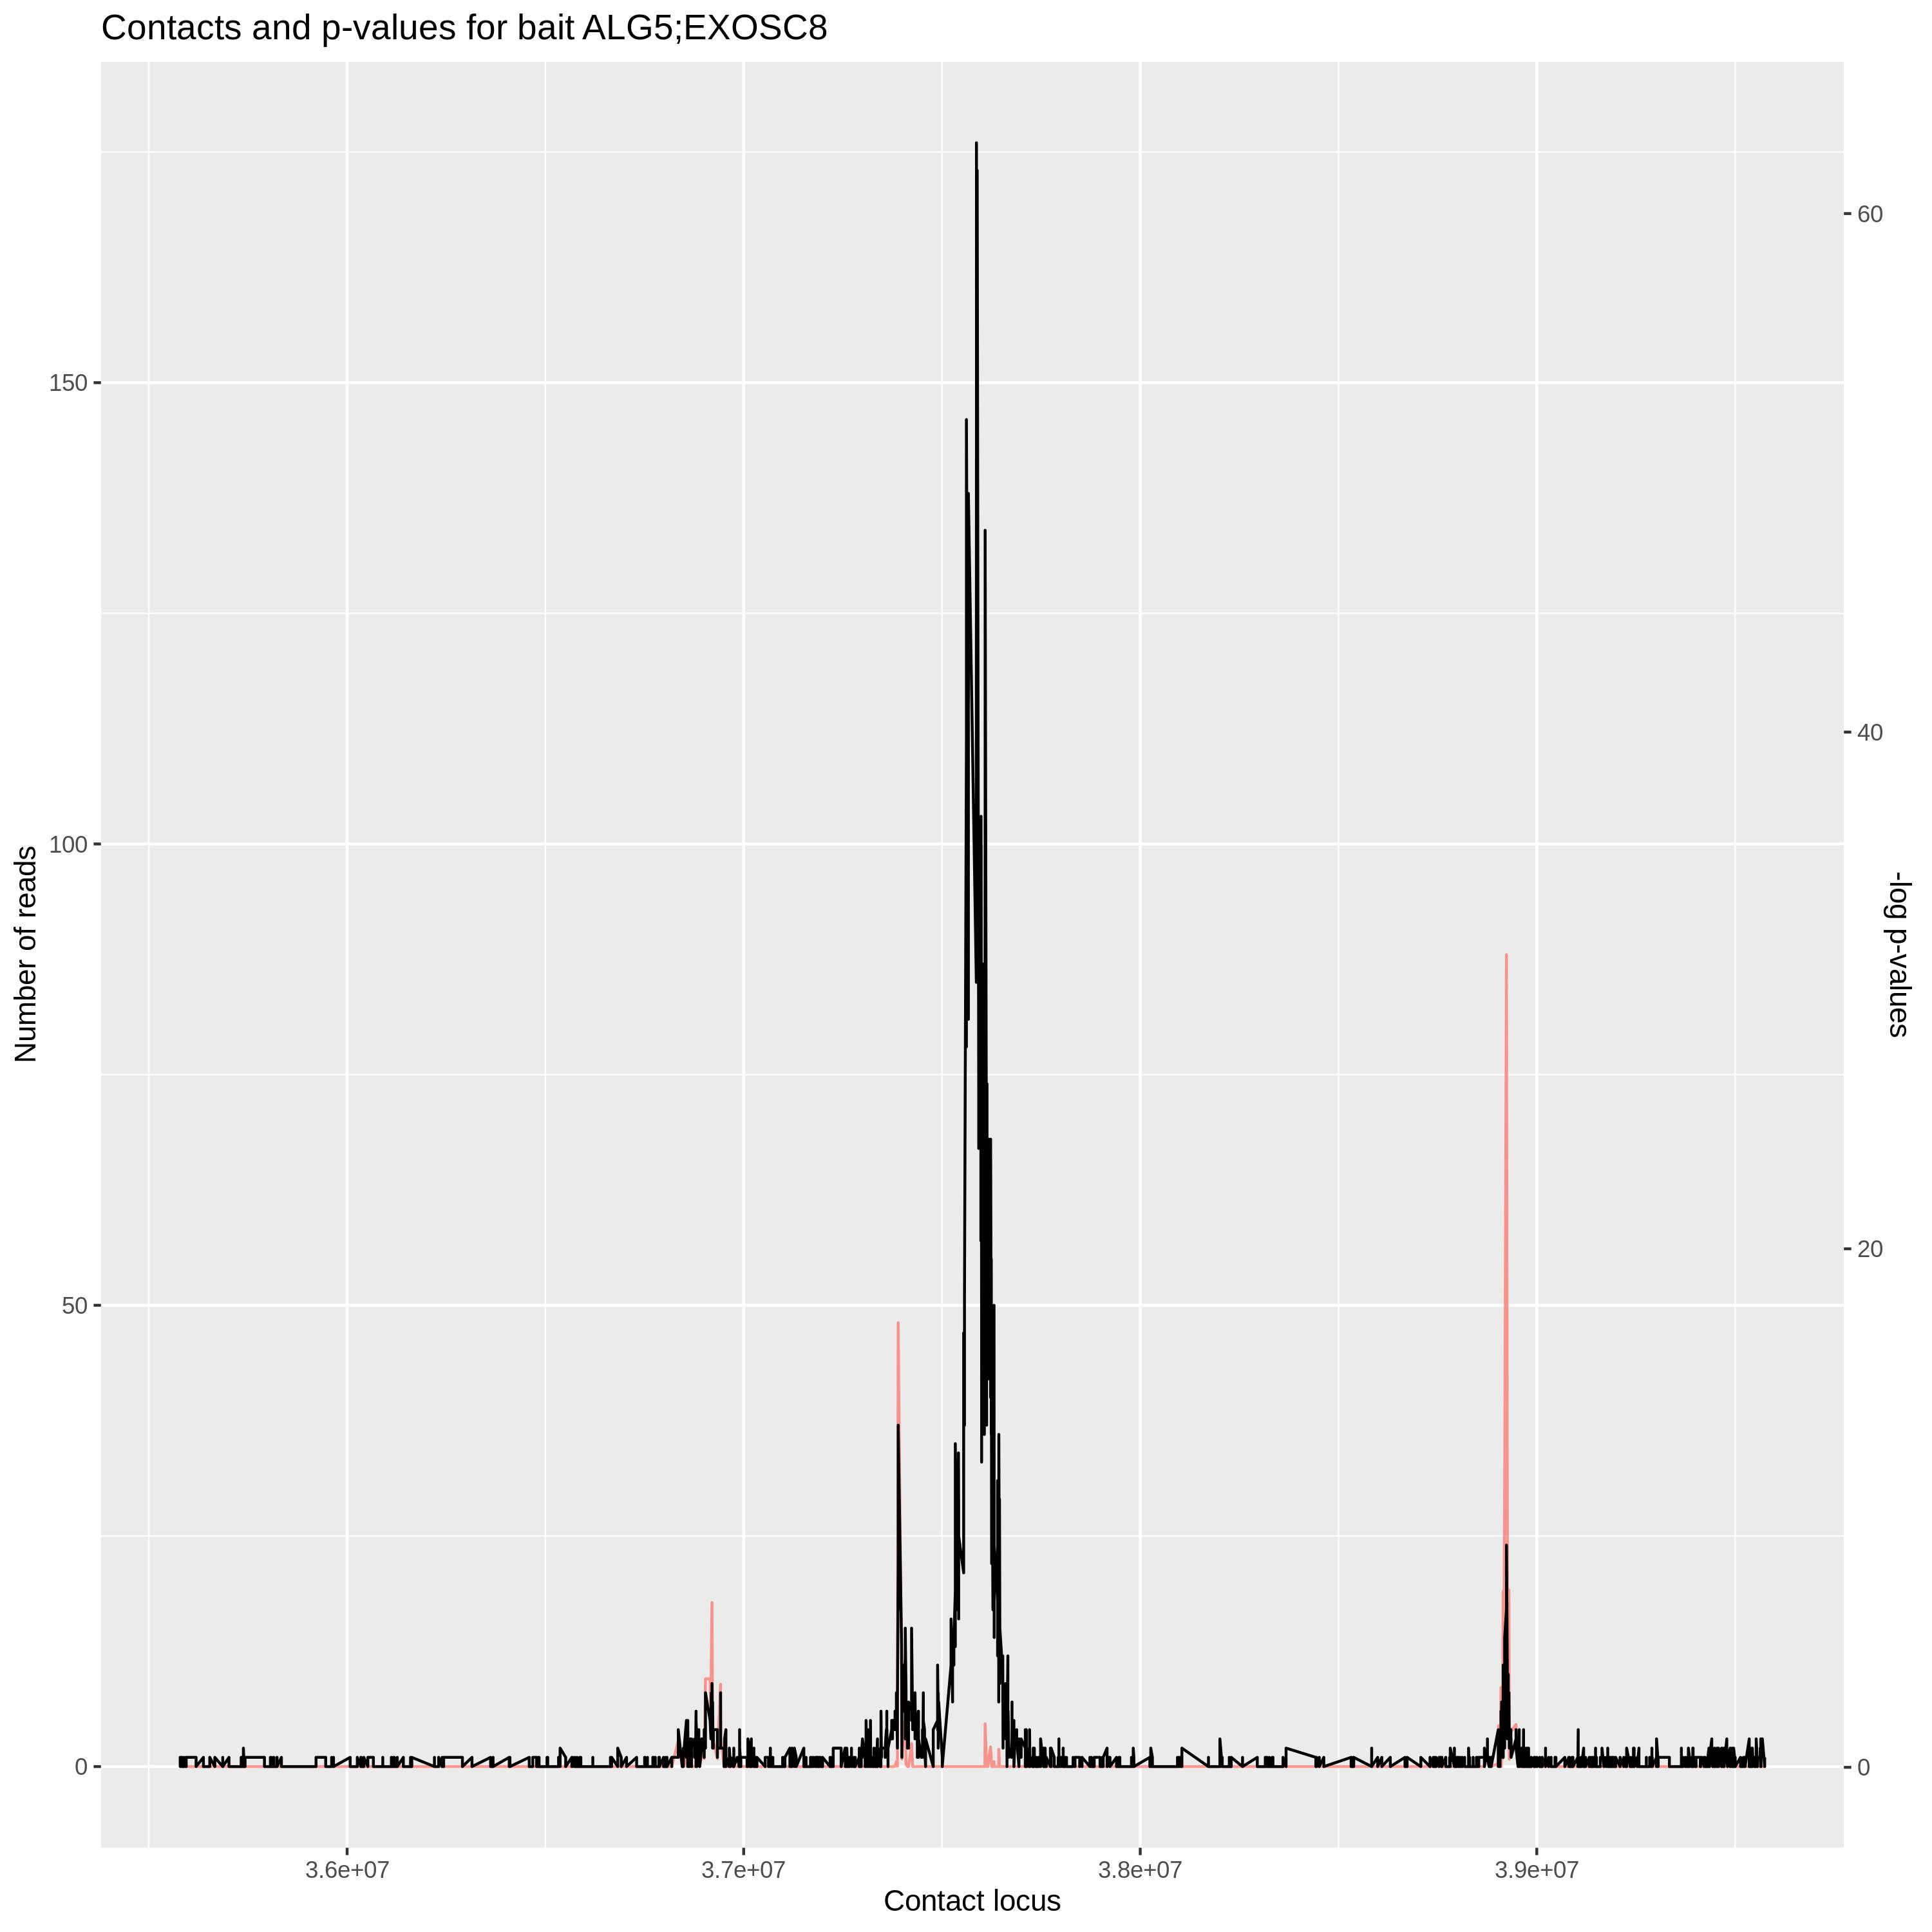 Contacts and p-values for bait ALG5;EXOSC8
Number of reads
150
100
50
0
60
40
20
0
-log p-values
3.6e+07
3.7e+07
3.8e+07
3.9e+07
Contact locus